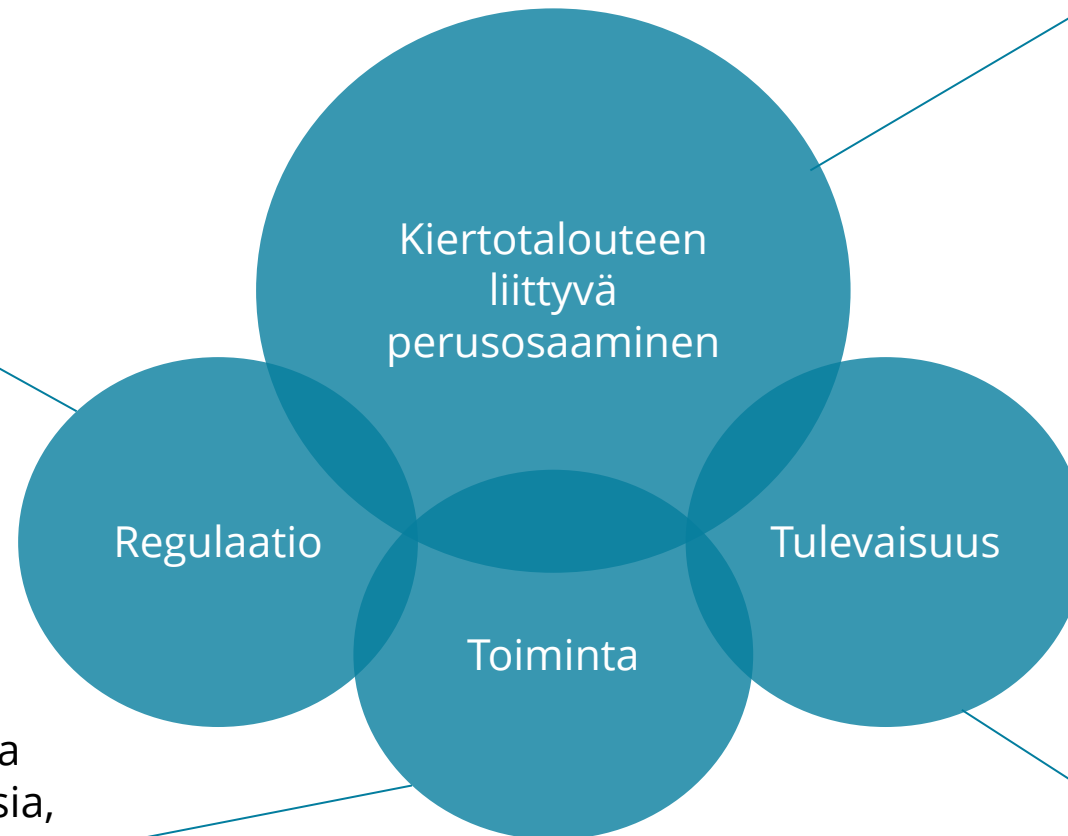 Kiertotalouteen
liittyvä
perusosaaminen
Regulaatio
Tulevaisuus
Toiminta